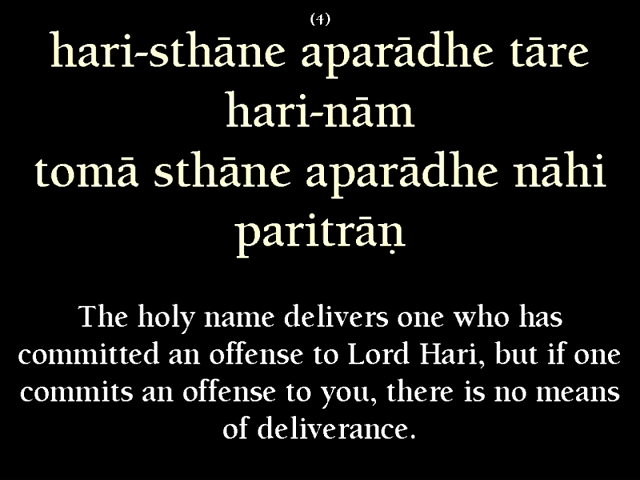 (4)
hari-sthāne aparādhe tāre
hari-nām
tomā sthāne aparādhe nāhi
paritrāṇ
The holy name delivers one who has
committed an offense to Lord Hari, but if one
commits an offense to you, there is no means
of deliverance.